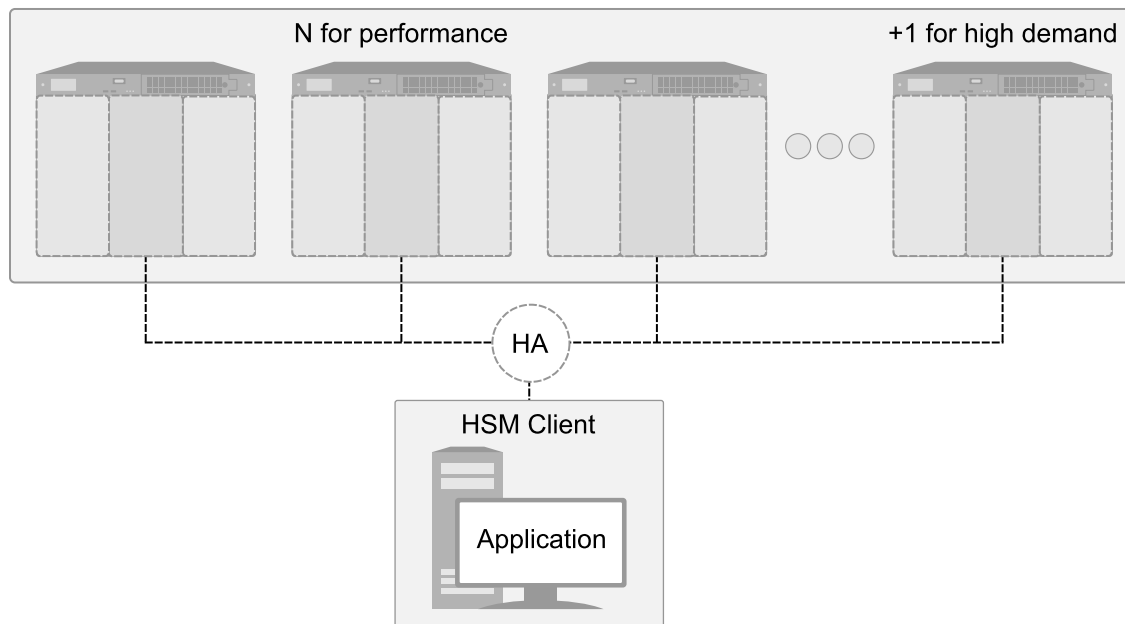 N for performance
+1 for high demand
HA
HSM Client
Application